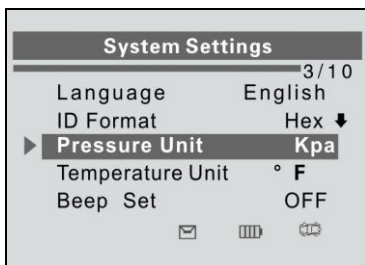 System Settings
3/10
Language English
ID Format Hex
Pressure Unit Kpa
Temperature Unit ° F
Beep Set OFF